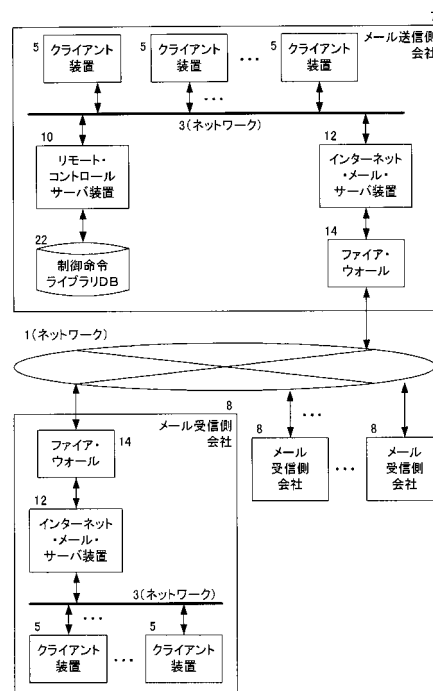 7
メール送信側
会社
5
クライアント
装置
5
クライアント
装置
...
5
クライアント
装置
...
3(ネットワーク)
10
リモート・
コントロール
サーバ装置
12
インターネット
・メール・
サーバ装置
22
制御命令
ライブラリDB
14
ファイア・
ウォール
1(ネットワーク)
8
メール受信側
会社
14
ファイア・
ウォール
12
インターネット
・メール・
サーバ装置
3(ネットワーク)
...
5
クライアント
装置
...
5
クライアント
装置
...
8
メール
受信側
会社
...
8
メール
受信側
会社